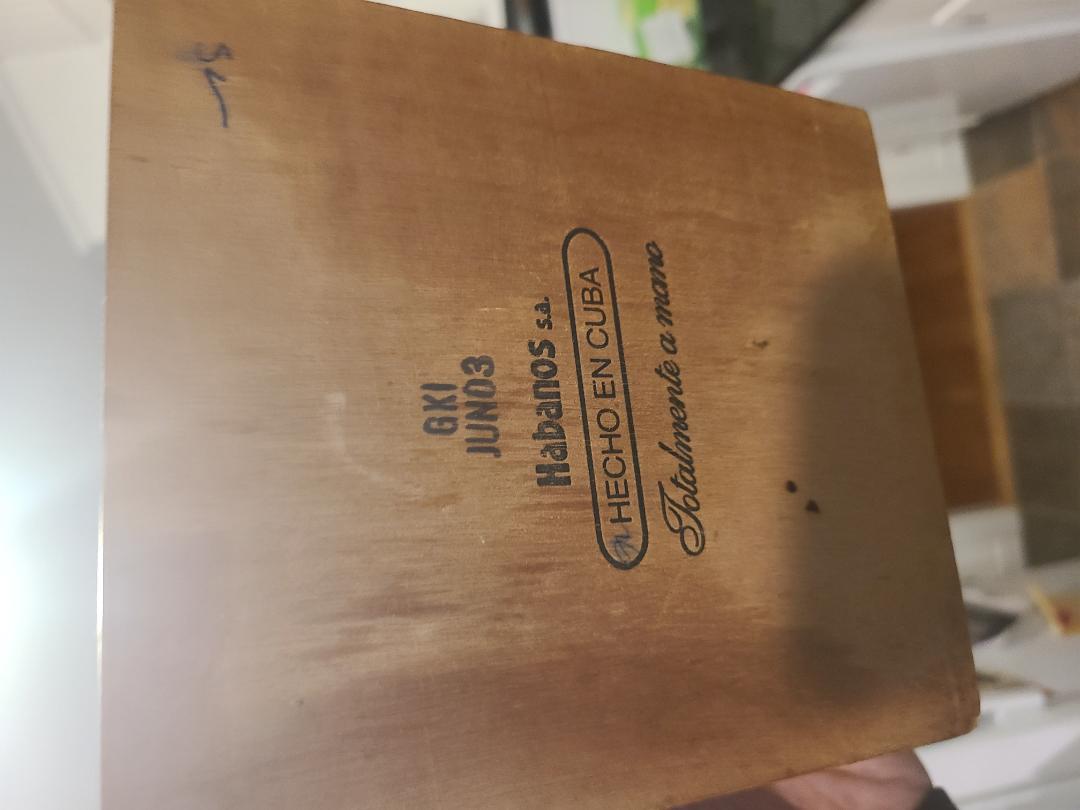 GKI
JUN03
Habanos s.a.
HECHO EN CUBA
Totalmente a mano